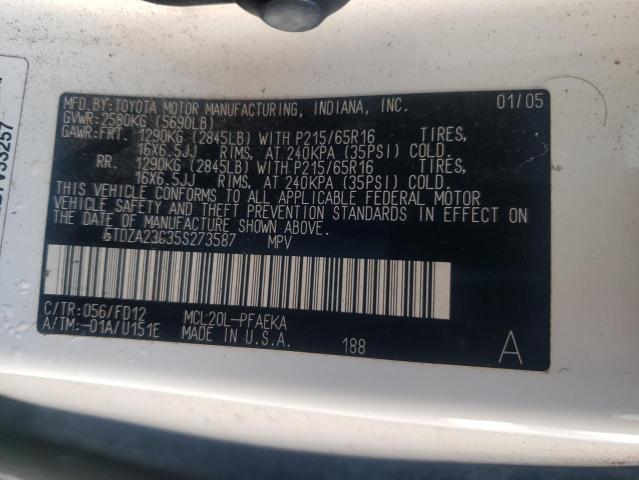 MFD. BY: TOYOTA MOTOR MANUFACTURING, INDIANA, INC. 01/05
GVWR: 2580KG (5690LB)
GAWR: FRT. 1290KG (2845LB) WITH P215/65R16 TIRES,
16X6.5JJ RIMS, AT 240KPA (35PSI) COLD.
RR. 1290KG (2845LB) WITH P215/65R16 TIRES,
16X6.5JJ RIMS, AT 240KPA (35PSI) COLD.
THIS VEHICLE CONFORMS TO ALL APPLICABLE FEDERAL MOTOR
VEHICLE SAFETY AND THEFT PREVENTION STANDARDS IN EFFECT ON
THE DATE OF MANUFACTURE SHOWN ABOVE.
5TDZA23C35S273587 MPV
C/TR: 056/FD12 MCL20L-PFAEKA
A/TM: -01A/U151E MADE IN U.S.A. 188 A